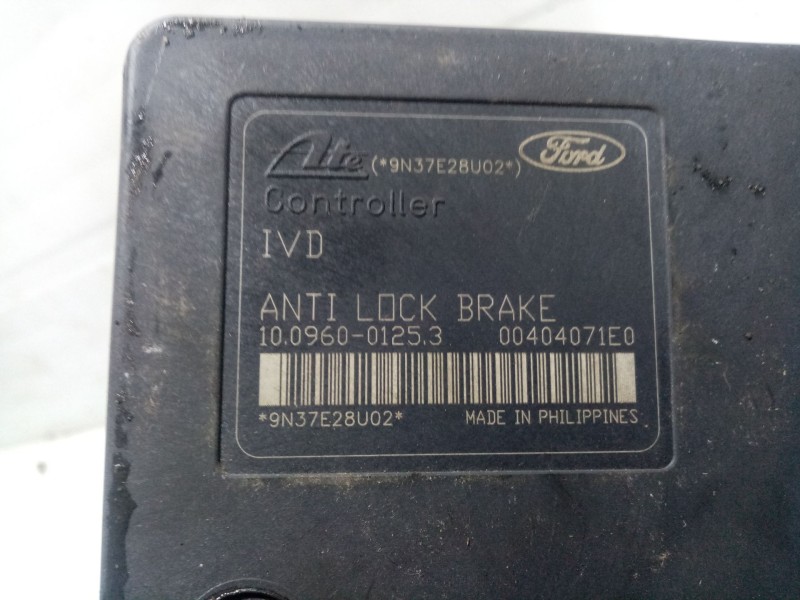 Ate (*9N37E28U02*) Ford
Controller
IVD
ANTI LOCK BRAKE
10.0960-0125.3 00404071E0
*9N37E28U02* MADE IN PHILIPPINES